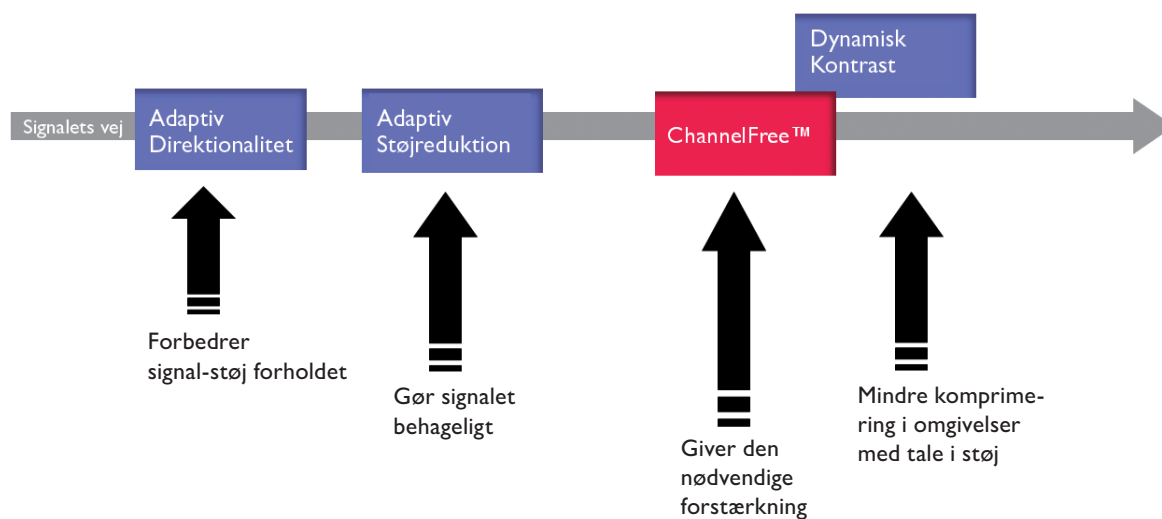 Dynamisk
Kontrast
Signalets vej
Adaptiv
Direktionalitet
Adaptiv
Støjreduktion
ChannelFree™
Forbedrer
signal-støj forholdet
Gør signalet
behageligt
Giver den
nødvendige
forstærkning
Mindre komprime-
ring i omgivelser
med tale i støj